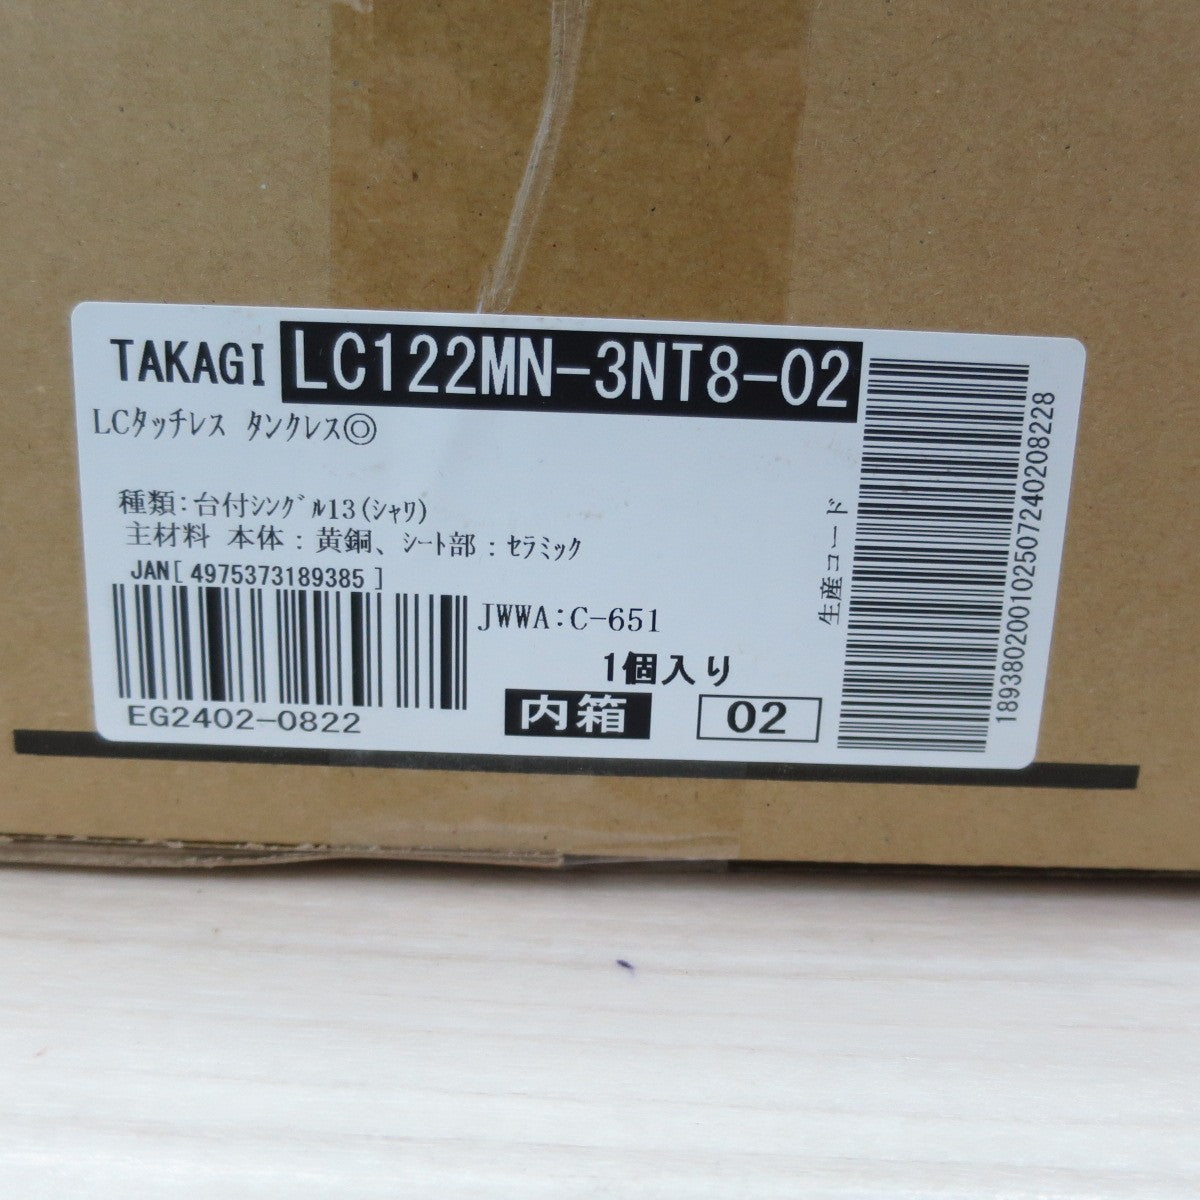 TAKAGI LC122MN-3NT8-02
LCﾀｯﾁﾚｽ ﾀﾝｸﾚｽ◎
種類:台付ｼﾝｸﾞﾙ13(ｼｬﾜ)
主材料 本体:黄銅、ｼｰﾄ部:ｾﾗﾐｯｸ
JAN[ 4975373189385 ]
JWWA:C-651
1個入り
EG2402-0822
内箱
02
生産コード
189380200102507240208228